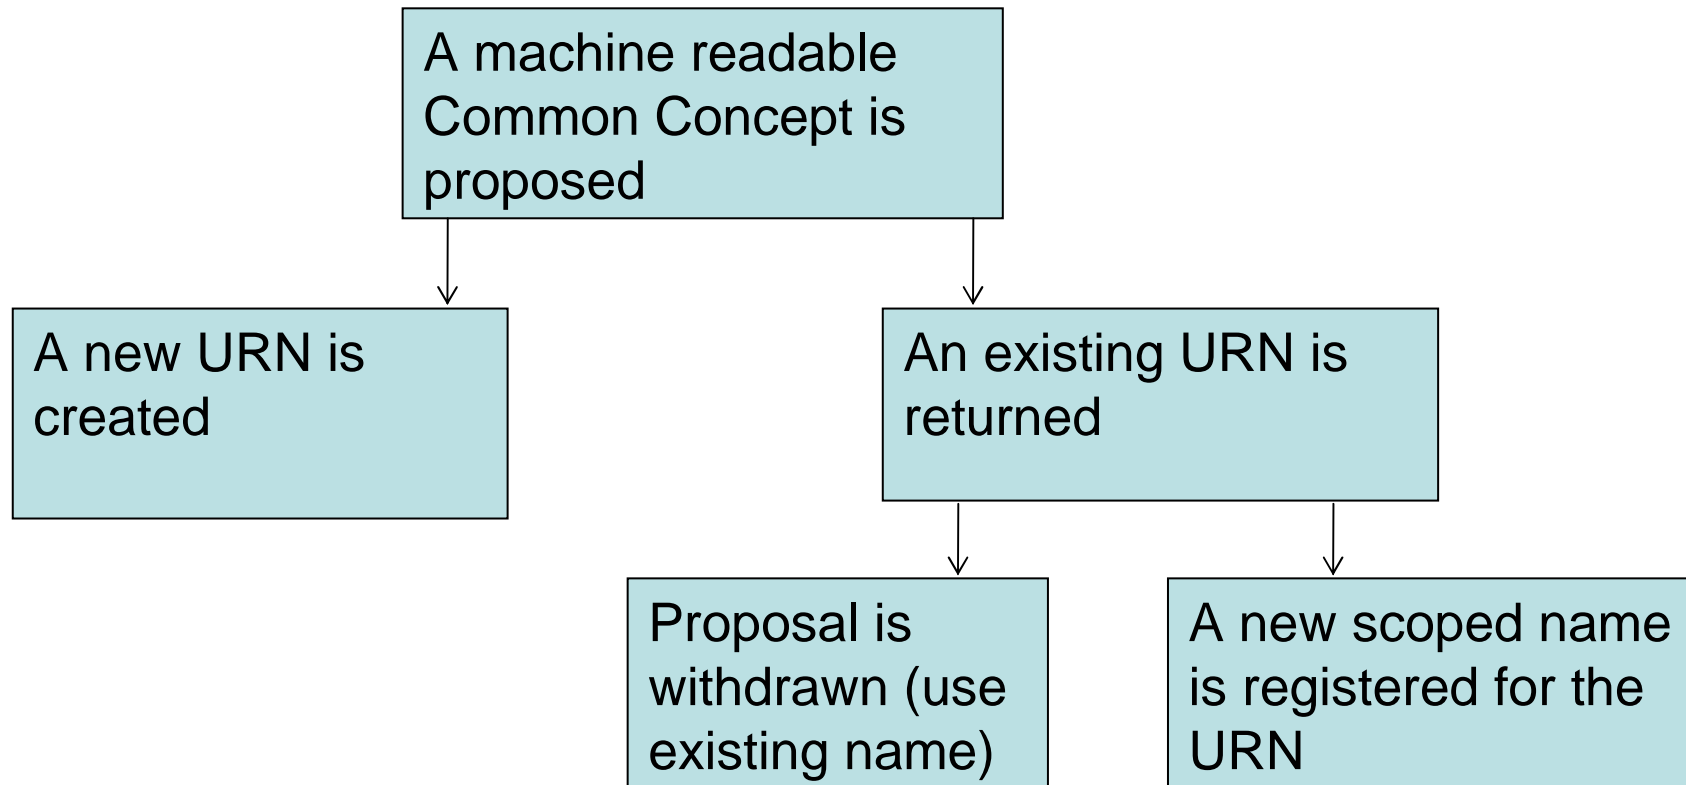 A machine readable
Common Concept is
proposed
A new URN is
created
An existing URN is
returned
Proposal is
withdrawn (use
existing name)
A new scoped name
is registered for the
URN